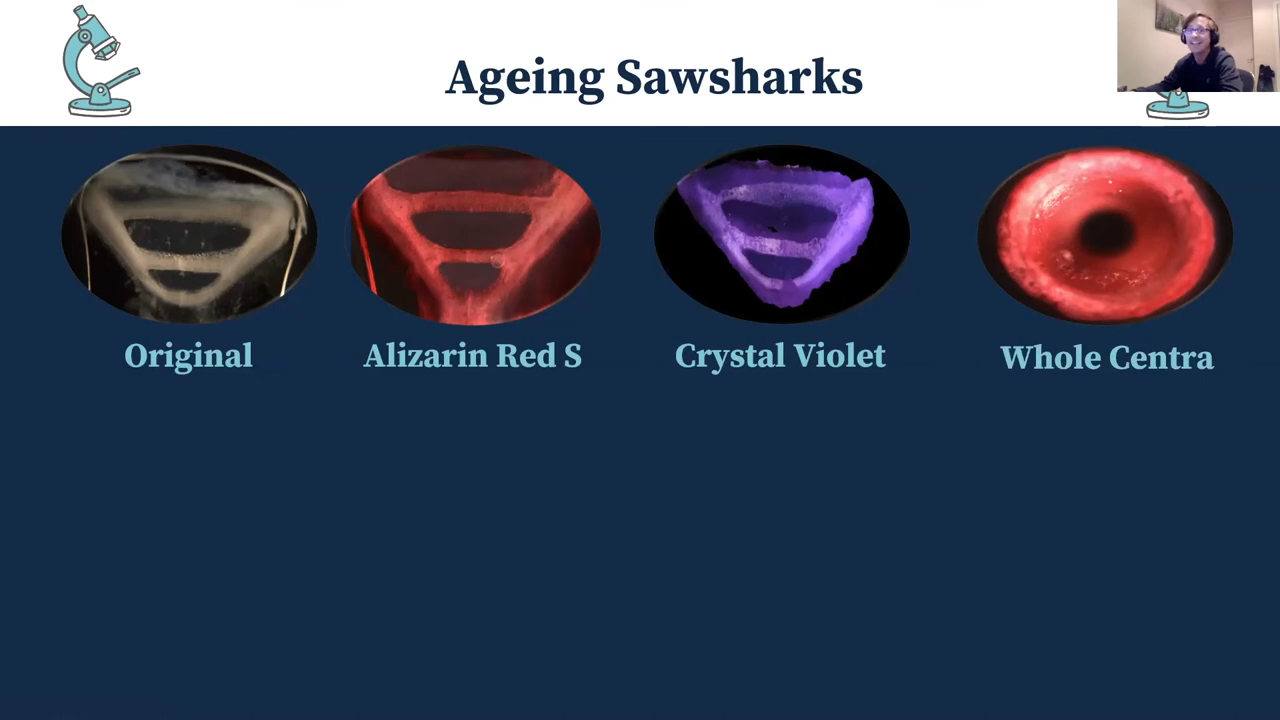 Ageing Sawsharks
Original
Alizarin Red S
Crystal Violet
Whole Centra